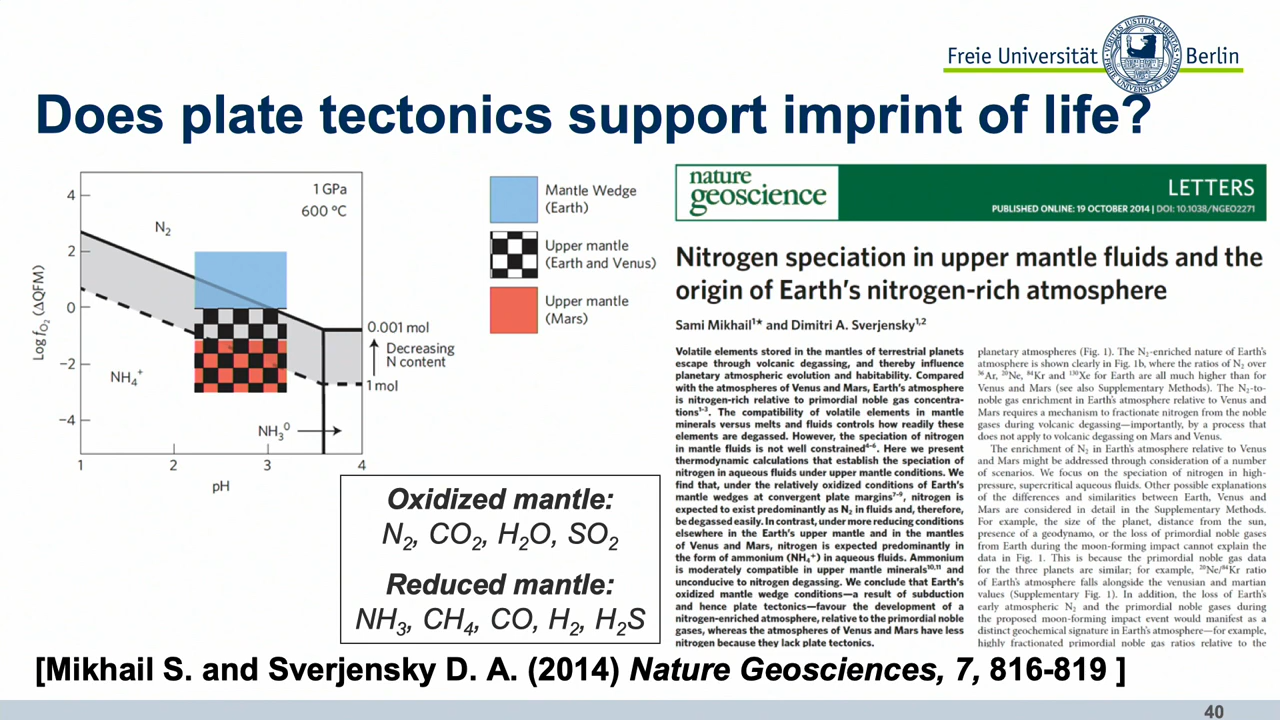 Freie Universität Berlin
Does plate tectonics support imprint of life?
1 GPa
600 °C
N₂
NH₄⁺
NH₃⁰
Log fO₂ (ΔQFM)
4
2
0
−2
−4
1
2
3
4
pH
0.001 mol
Decreasing
N content
1 mol
Mantle Wedge
(Earth)
Upper mantle
(Earth and Venus)
Upper mantle
(Mars)
Oxidized mantle:
N₂, CO₂, H₂O, SO₂
Reduced mantle:
NH₃, CH₄, CO, H₂, H₂S
nature
geoscience
LETTERS
PUBLISHED ONLINE: 19 OCTOBER 2014 | DOI: 10.1038/NGEO2271
Nitrogen speciation in upper mantle fluids and the
origin of Earth's nitrogen-rich atmosphere
Sami Mikhail¹* and Dimitri A. Sverjensky¹,²
Volatile elements stored in the mantles of terrestrial planets
escape through volcanic degassing, and thereby influence
planetary atmospheric evolution and habitability. Compared
with the atmospheres of Venus and Mars, Earth's atmosphere
is nitrogen-rich relative to primordial noble gas concentra-
tions¹⁻³. The compatibility of volatile elements in mantle
minerals versus melts and fluids controls how readily these
elements are degassed. However, the speciation of nitrogen
in mantle fluids is not well constrained⁴⁻⁶. Here we present
thermodynamic calculations that establish the speciation of
nitrogen in aqueous fluids under upper mantle conditions. We
find that, under the relatively oxidized conditions of Earth's
mantle wedges at convergent plate margins⁷⁻⁹, nitrogen is
expected to exist predominantly as N₂ in fluids and, therefore,
be degassed easily. In contrast, under more reducing conditions
elsewhere in the Earth's upper mantle and in the mantles
of Venus and Mars, nitrogen is expected predominantly in
the form of ammonium (NH₄⁺) in aqueous fluids. Ammonium
is moderately compatible in upper mantle minerals¹⁰,¹¹ and
unconducive to nitrogen degassing. We conclude that Earth's
oxidized mantle wedge conditions—a result of subduction
and hence plate tectonics—favour the development of a
nitrogen-enriched atmosphere, relative to the primordial noble
gases, whereas the atmospheres of Venus and Mars have less
nitrogen because they lack plate tectonics.
planetary atmospheres (Fig. 1). The N₂-enriched nature of Earth's
atmosphere is shown clearly in Fig. 1b, where the ratios of N₂ over
³⁶Ar, ²⁰Ne, ⁸⁴Kr and ¹³⁰Xe for Earth are all much higher than for
Venus and Mars (see also Supplementary Methods). The N₂-to-
noble gas enrichment in Earth's atmosphere relative to Venus and
Mars requires a mechanism to fractionate nitrogen from the noble
gases during volcanic degassing—importantly, by a process that
does not apply to volcanic degassing on Mars and Venus.
The enrichment of N₂ in Earth's atmosphere relative to Venus
and Mars might be addressed through consideration of a number
of scenarios. We focus on the speciation of nitrogen in high-
pressure, supercritical aqueous fluids. Other possible explanations
of the differences and similarities between Earth, Venus and
Mars are considered in detail in the Supplementary Methods.
For example, the size of the planet, distance from the sun,
presence of a geodynamo, or the loss of primordial noble gases
from Earth during the moon-forming impact cannot explain the
data in Fig. 1. This is because the primordial noble gas data
for the three planets are similar; for example, ²⁰Ne/⁸⁴Kr ratio
of Earth's atmosphere falls alongside the venusian and martian
values (Supplementary Fig. 1). In addition, the loss of Earth's
early atmospheric N₂ and the primordial noble gases during
the proposed moon-forming impact event would manifest as a
distinct geochemical signature in Earth's atmosphere—for example,
highly fractionated primordial noble gas ratios relative to the
[Mikhail S. and Sverjensky D. A. (2014) Nature Geosciences, 7, 816-819 ]
40